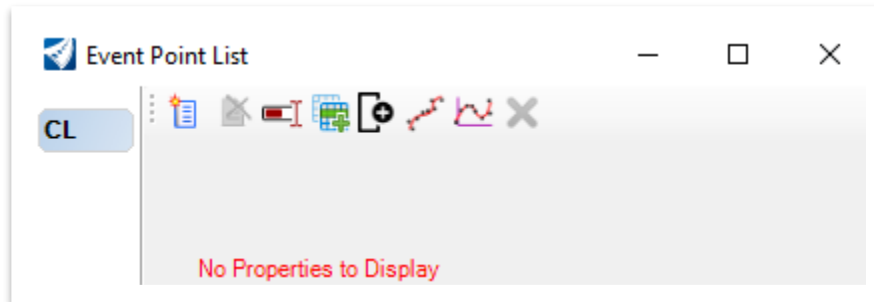 Event Point List
CL
No Properties to Display